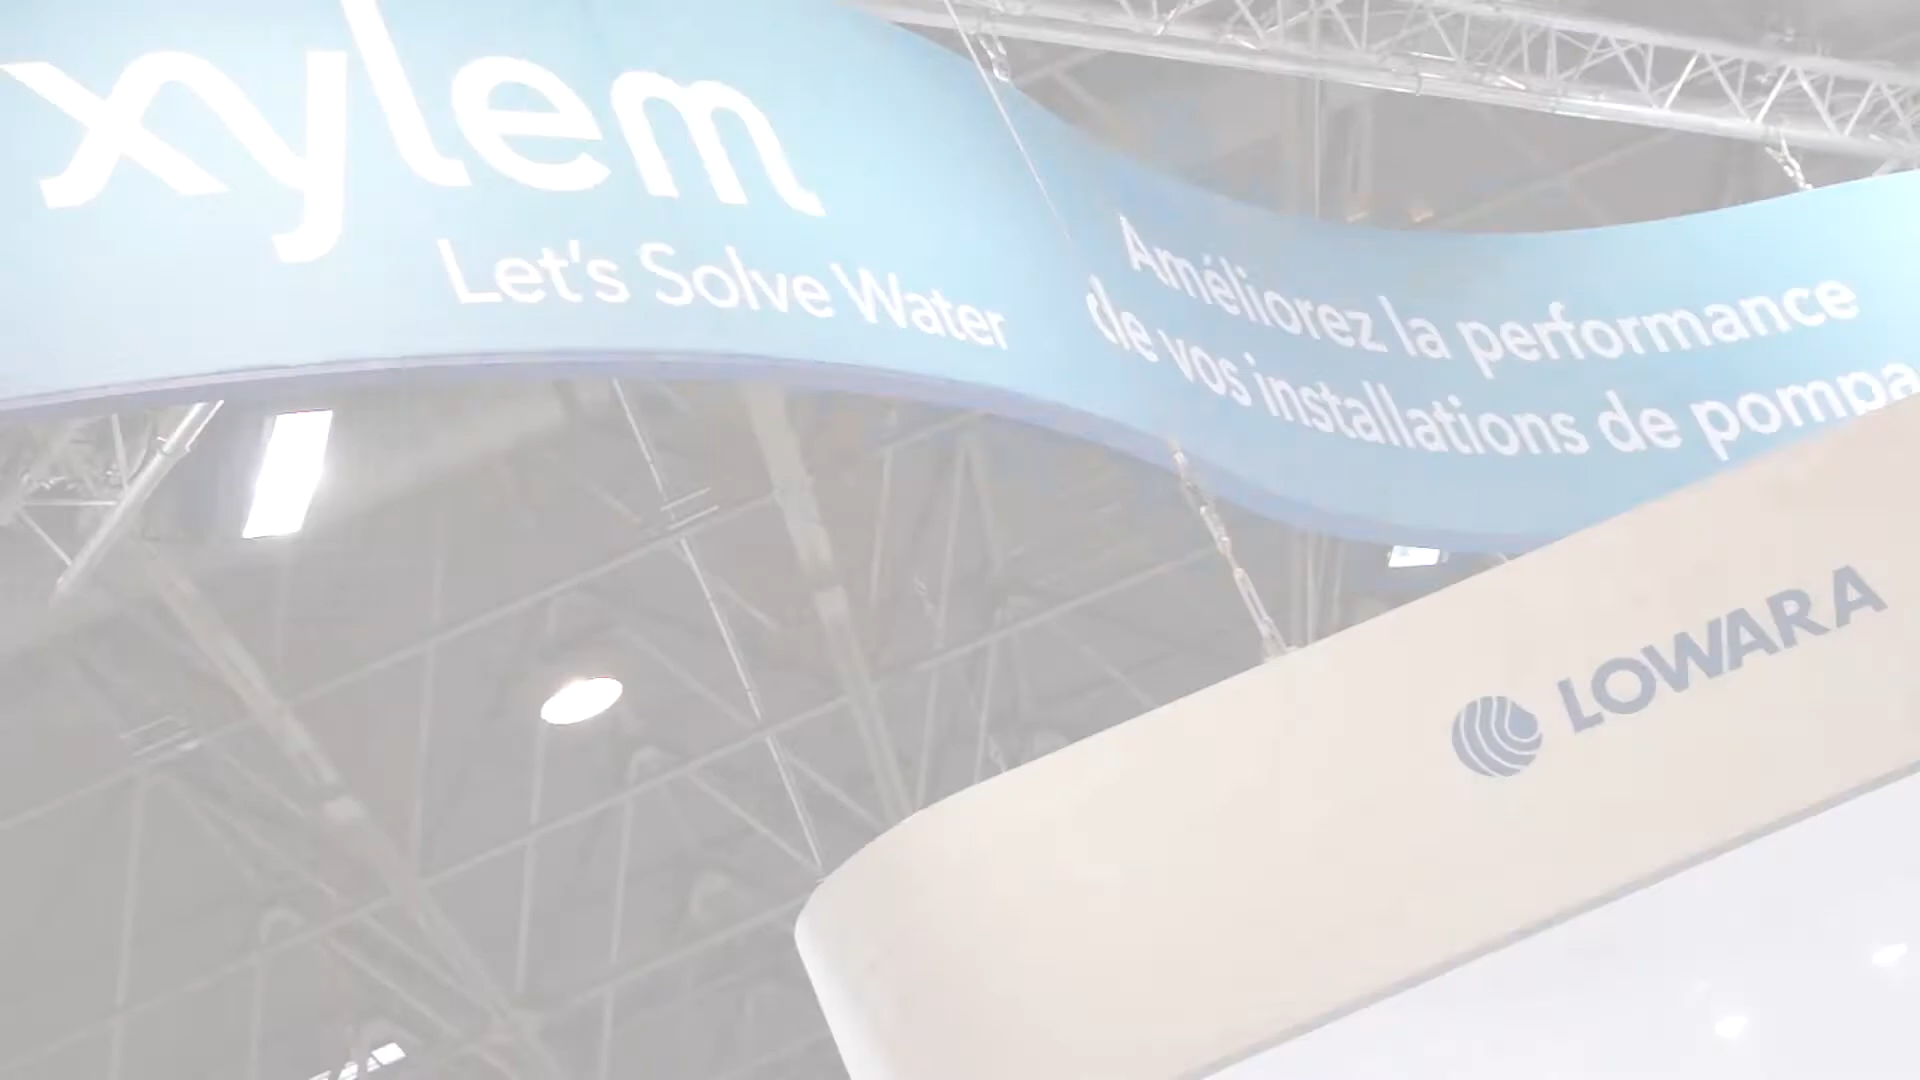 xylem
Let's Solve Water
Améliorez la performance
de vos installations de pompa
LOWARA